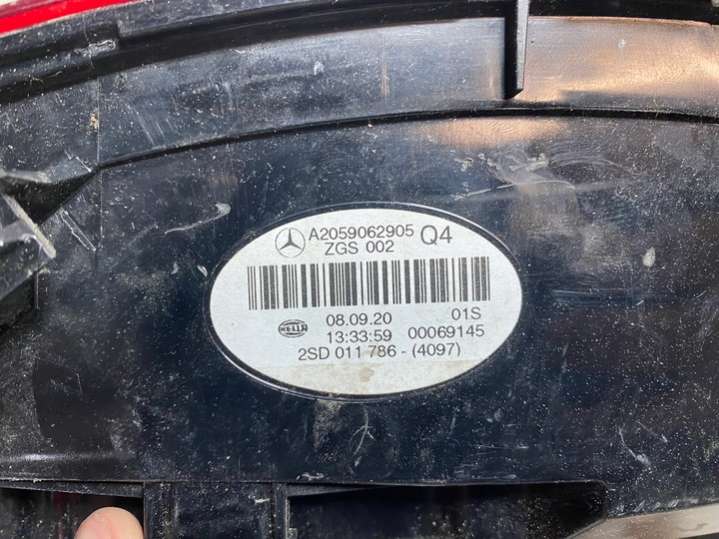 A2059062905 Q4
ZGS 002
08.09.20 01S
HELLA 13:33:59 00069145
2SD 011 786 - (4097)